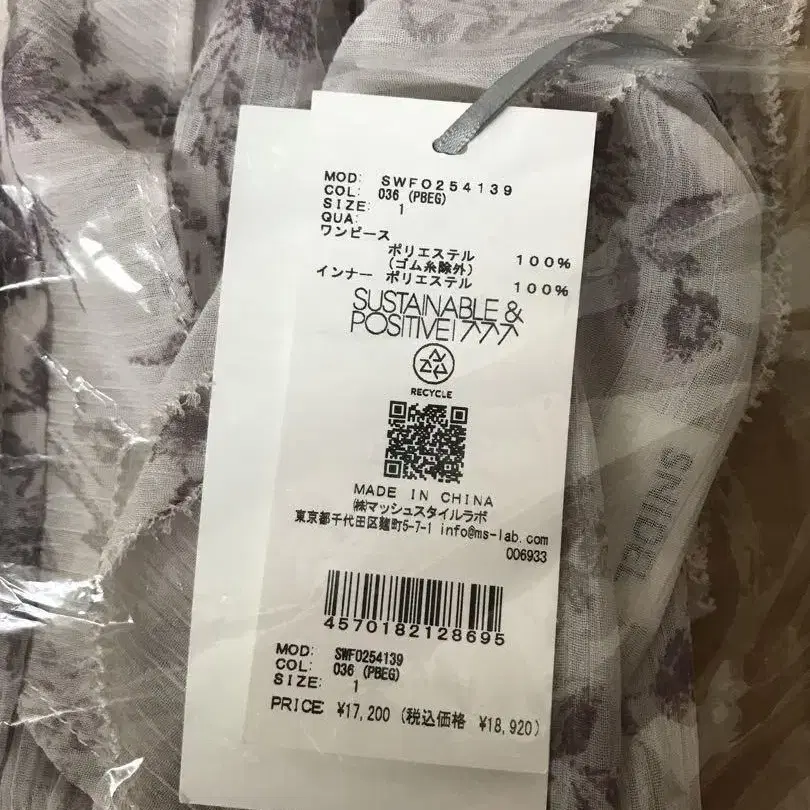 MOD: SWFO254139
COL: 036 (PBEG)
SIZE: 1
QUA:
ワンピース
ポリエステル 100%
(ゴム糸除外)
インナー ポリエステル 100%
SUSTAINABLE &
POSITIVE!
RECYCLE
MADE IN CHINA
㈱マッシュスタイルラボ
東京都千代田区麹町5-7-1 info@ms-lab.com
006933
4570182128695
MOD: SWFO254139
COL: 036 (PBEG)
SIZE: 1
PRICE: ¥17,200 (税込価格 ¥18,920)